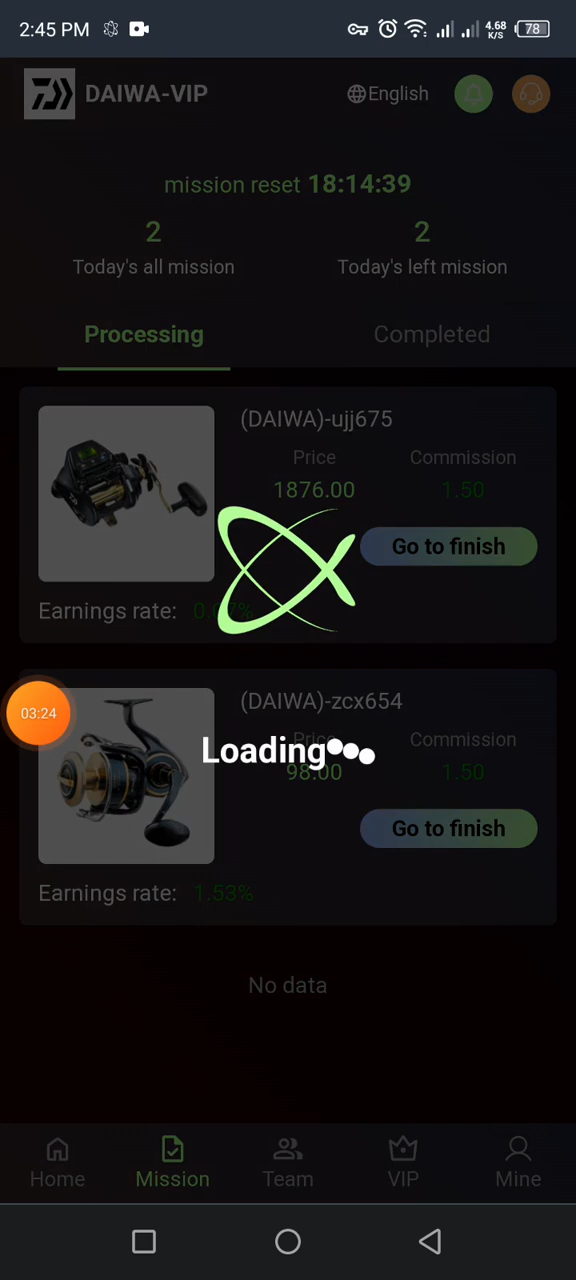 2:45 PM 4.68 K/S 78
DAIWA-VIP English
mission reset 18:14:39
2 2
Today's all mission Today's left mission
Processing Completed
(DAIWA)-ujj675
Price Commission
1876.00 1.50
Go to finish
Earnings rate:
03:24
(DAIWA)-zcx654
Price Commission
Loading
98.00 1.50
Go to finish
Earnings rate: 1.53%
No data
Home Mission Team VIP Mine